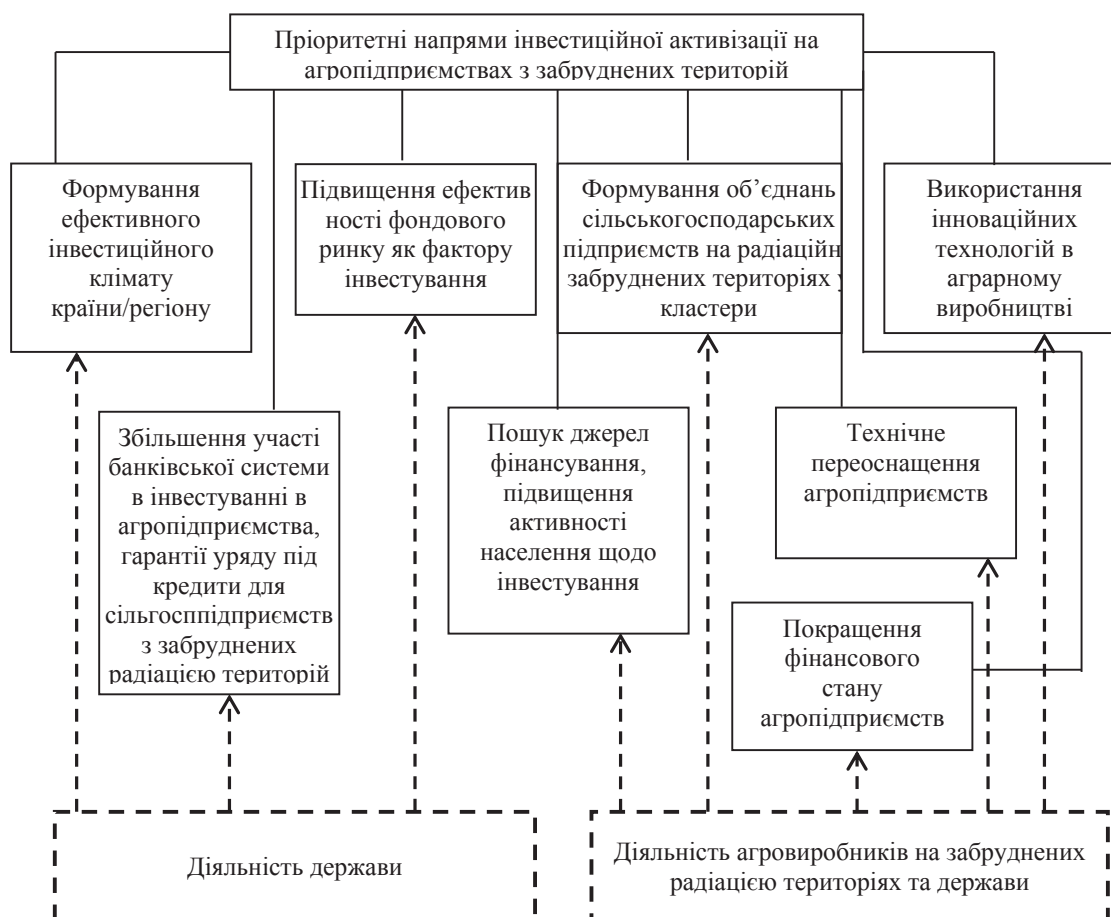 Пріоритетні напрями інвестиційної активізації на
агропідприємствах з забруднених територій
Формування
ефективного
інвестиційного
клімату
країни/регіону
Підвищення ефектив
ності фондового
ринку як фактору
інвестування
Формування об’єднань
сільськогосподарських
підприємств на радіаційн
забруднених територіях у
кластери
Використання
інноваційних
технологій в
аграрному
виробництві
Збільшення участі
банківської системи
в інвестуванні в
агропідприємства,
гарантії уряду під
кредити для
сільгосппідприємств
з забруднених
радіацією територій
Пошук джерел
фінансування,
підвищення
активності
населення щодо
інвестування
Технічне
переоснащення
агропідприємств
Покращення
фінансового
стану
агропідприємств
Діяльність держави
Діяльність агровиробників на забруднених
радіацією територіях та держави